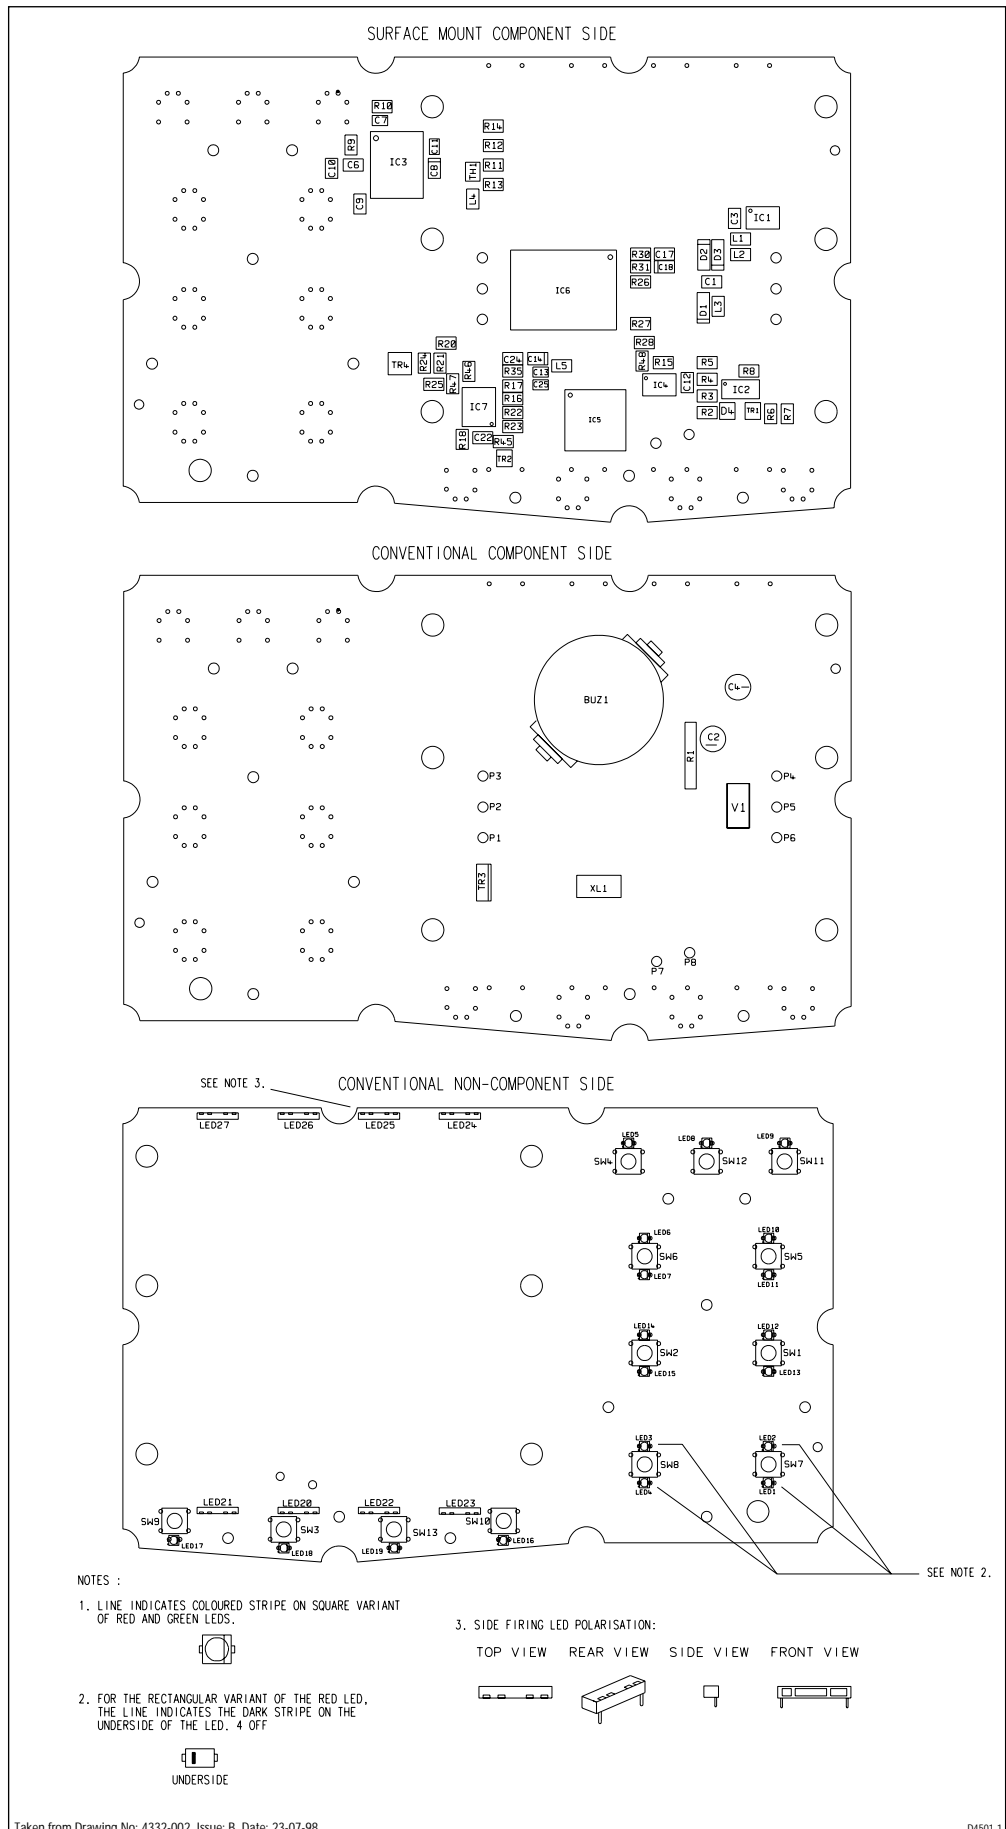 SURFACE MOUNT COMPONENT SIDE
R10
C7
R14
R9
C11
R12
IC3
C10
C6
C8
TH1
R11
R13
C9
L4
C3
IC1
L1
R30
C17
D2
D3
L2
R31
C18
R26
C1
IC6
D1
L3
R27
R20
R28
TR4
R24
R21
R46
C24
C14
L5
R48
R15
R5
R35
C13
R8
R25
R47
R17
C25
IC4
C12
R4
IC2
R16
R3
IC7
R22
IC5
R2
D4
TR1
R6
R7
R23
R18
C22
R45
TR2
CONVENTIONAL COMPONENT SIDE
BUZ1
C4
C2
R1
P3
P4
P2
V1
P5
P1
P6
TR3
XL1
P7
P8
SEE NOTE 3.
CONVENTIONAL NON-COMPONENT SIDE
LED27
LED26
LED25
LED24
LED5
LED8
LED9
SW4
SW12
SW11
LED6
LED10
SW6
SW5
LED7
LED11
LED14
LED12
SW2
SW1
LED15
LED13
LED3
LED2
SW8
SW7
LED4
LED1
LED21
LED20
LED22
LED23
SW9
SW3
SW13
SW10
LED17
LED18
LED19
LED16
SEE NOTE 2.
NOTES :
1. LINE INDICATES COLOURED STRIPE ON SQUARE VARIANT
OF RED AND GREEN LEDS.
2. FOR THE RECTANGULAR VARIANT OF THE RED LED,
THE LINE INDICATES THE DARK STRIPE ON THE
UNDERSIDE OF THE LED. 4 OFF
UNDERSIDE
3. SIDE FIRING LED POLARISATION:
TOP VIEW REAR VIEW SIDE VIEW FRONT VIEW
Taken from Drawing No: 4332-002, Issue: B, Date: 23-07-98
D4501-1